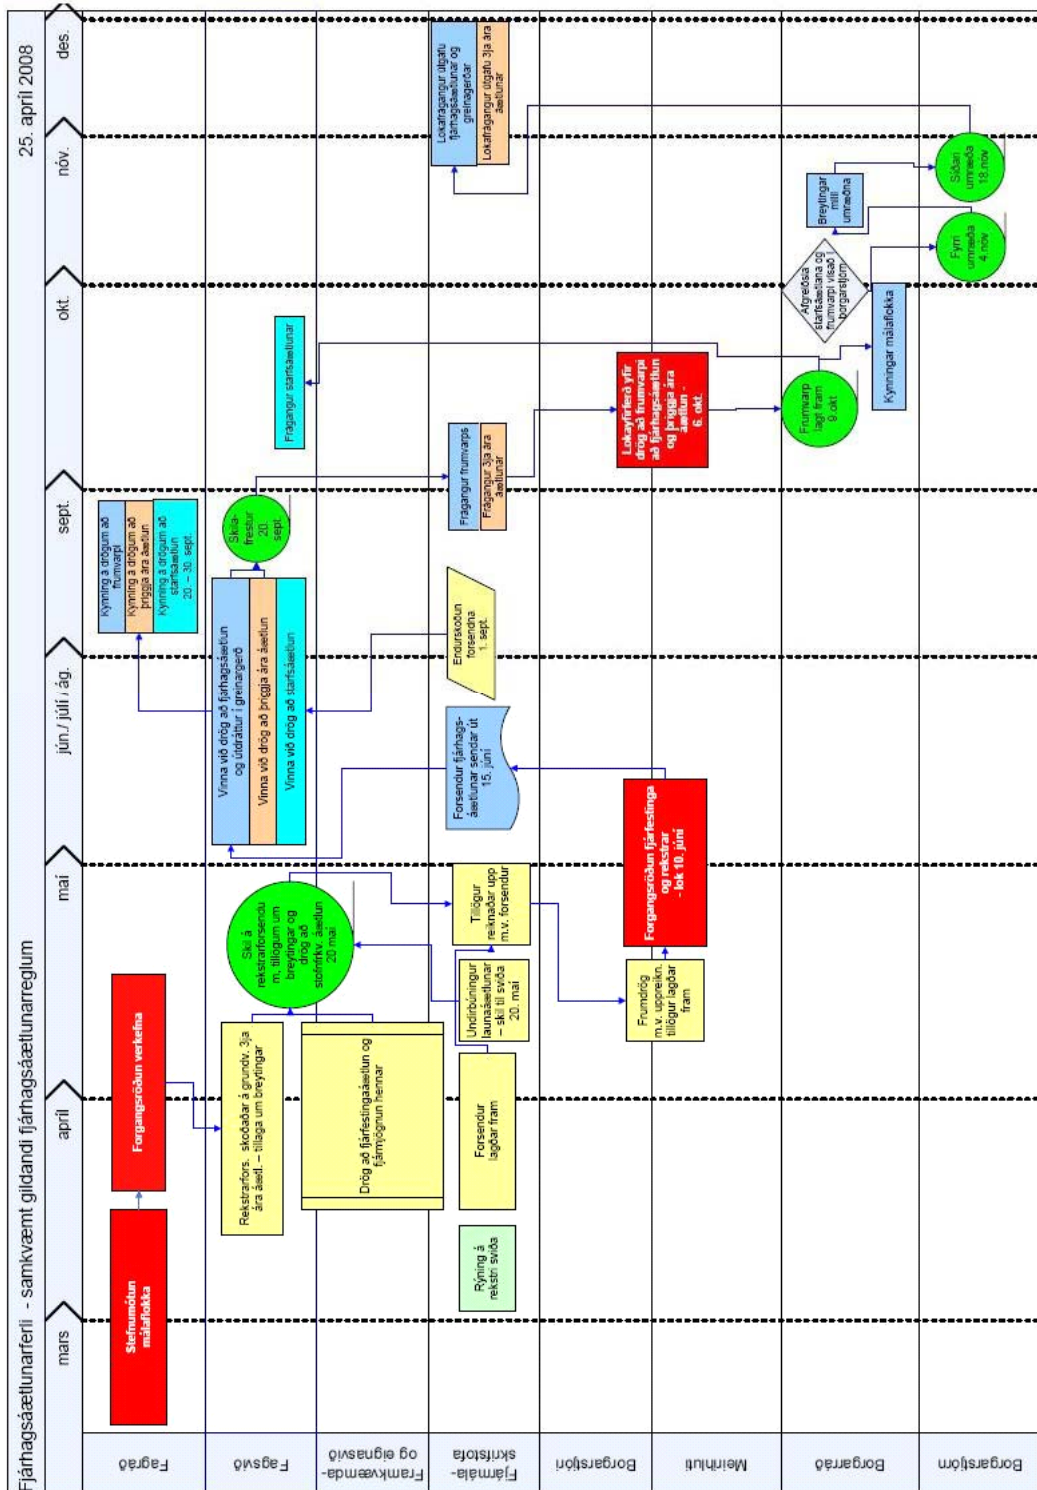 Fjárhagsáætlunarferli - samkvæmt gildandi fjárhagsáætlunarreglum
25. apríl 2008
mars
apríl
maí
jún./ júlí / ág.
sept.
okt.
nóv.
des.
Fagráð
Stefnumótun
málaflokka
Forgangsröðun verkefna
Kynning á drögum að
frumvarpi
Kynning á drögum að
þriggja ára áætlun
Kynning á drögum að
starfsáætlun
20. – 30. sept.
Fagsvið
Rekstrarfors. skoðaðar á grundv. 3ja
ára áætl. – tillaga um breytingar
Skil á
rekstrarforsendu
m, tillögum um
breytingar og
drög að
stofnfrkv. áætlun
20 maí
Vinna við drög að fjárhagsáætlun
og útdráttur í greinargerð
Vinna við drög að þriggja ára áætlun
Vinna við drög að starfsáætlun
Skila-
frestur
20.
sept.
Frágangur starfsáætlunar
Framkvæmda-
og eignasvið
Drög að fjárfestingaáætlun og
fjármögnun hennar
Fjármála-
skrifstofa
Rýning á
rekstri sviða
Forsendur
lagðar fram
Undirbúningur
launaáætlunar
– skil til sviða
20. maí
Tillögur
reiknaðar upp
m.v. forsendur
Forsendur fjárhags-
áætlunar sendar út
15. júní
Endurskoðun
forsendna
1. sept.
Frágangur frumvarps
Frágangur 3ja ára
áætlunar
Lokafrágangur útgáfu
fjárhagsáætlunar og
greinagerðar
Lokafrágangur útgáfu 3ja ára
áætlunar
Borgarstjóri
Meirihluti
Frumdrög
m.v. uppreikn.
tillögur lagðar
fram
Forgangsröðun fjárfestinga
og rekstrar
- lok 10. júní
Lokayfirferð yfir
drög að frumvarpi
að fjárhagsáætlun
og þriggja ára
áætlun -
6. okt.
Borgarráð
Frumvarp
lagt fram
9.okt
Kynningar málaflokka
Afgreiðsla
starfsáætlana og
frumvarpi vísað í
borgarstjórn
Breytingar
milli
umræðna
Borgarstjórn
Fyrri
umræða
4.nóv
Síðari
umræða
18.nóv